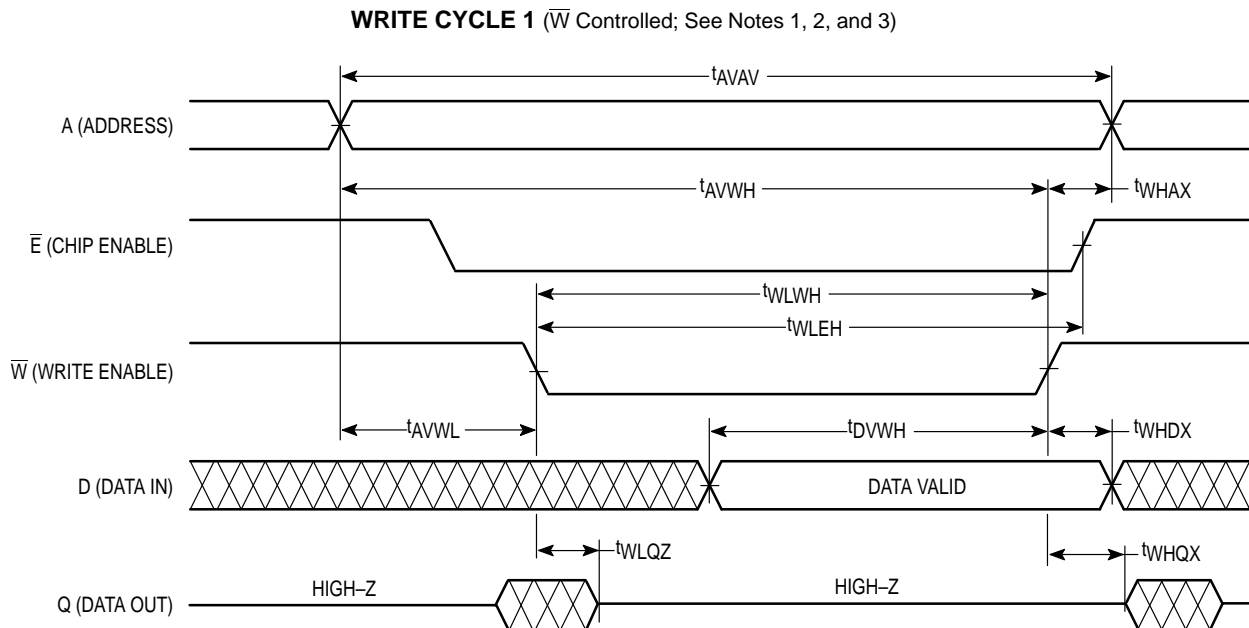 WRITE CYCLE 1 (W̅ Controlled; See Notes 1, 2, and 3)
tAVAV
A (ADDRESS)
tAVWH
tWHAX
E̅ (CHIP ENABLE)
tWLWH
tWLEH
W̅ (WRITE ENABLE)
tAVWL
tDVWH
tWHDX
D (DATA IN)
DATA VALID
tWLQZ
tWHQX
HIGH–Z
HIGH–Z
Q (DATA OUT)